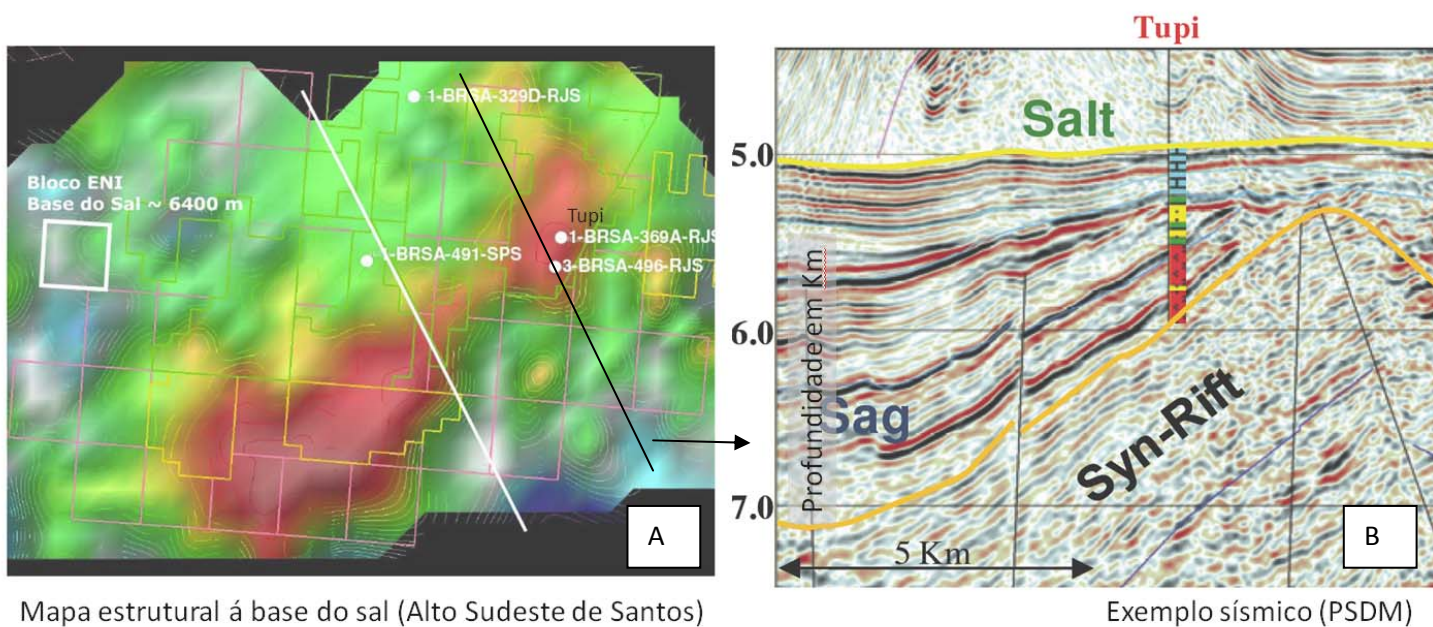 1-BRSA-329D-RJS
Bloco ENI
Base do Sal ~ 6400 m
Tupi
1-BRSA-369A-RJS
1-BRSA-491-SPS
3-BRSA-496-RJS
A
Tupi
Salt
5.0
6.0
7.0
Profundidade em Km
Sag
Syn-Rift
5 Km
B
Mapa estrutural á base do sal (Alto Sudeste de Santos)
Exemplo sísmico (PSDM)